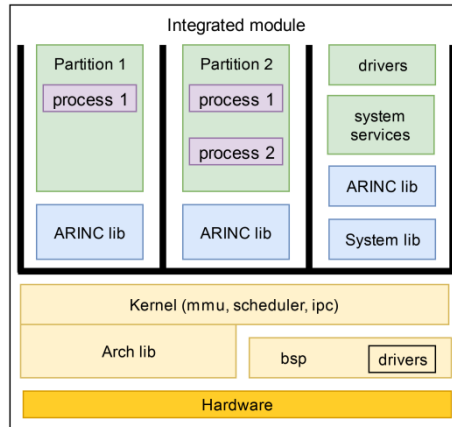 Integrated module
Partition 1
process 1
ARINC lib
Partition 2
process 1
process 2
ARINC lib
drivers
system
services
ARINC lib
System lib
Kernel (mmu, scheduler, ipc)
Arch lib
bsp
drivers
Hardware